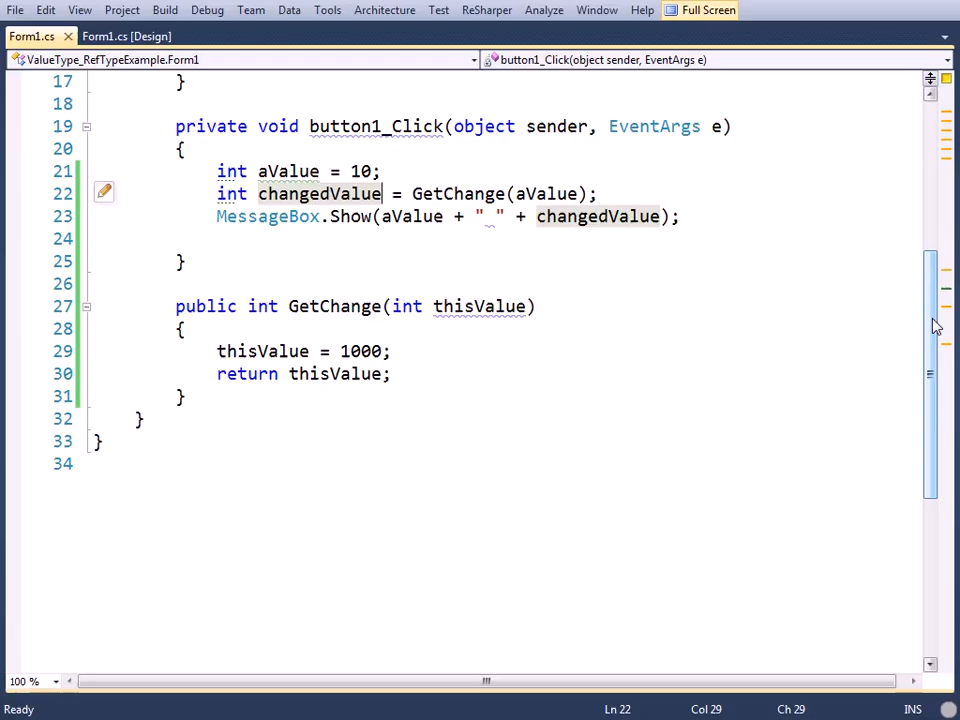 File Edit View Project Build Debug Team Data Tools Architecture Test ReSharper Analyze Window Help Full Screen
Form1.cs Form1.cs [Design]
ValueType_RefTypeExample.Form1 button1_Click(object sender, EventArgs e)
17 }
18
19 private void button1_Click(object sender, EventArgs e)
20 {
21 int aValue = 10;
22 int changedValue = GetChange(aValue);
23 MessageBox.Show(aValue + " " + changedValue);
24
25 }
26
27 public int GetChange(int thisValue)
28 {
29 thisValue = 1000;
30 return thisValue;
31 }
32 }
33 }
34
100 %
Ready Ln 22 Col 29 Ch 29 INS